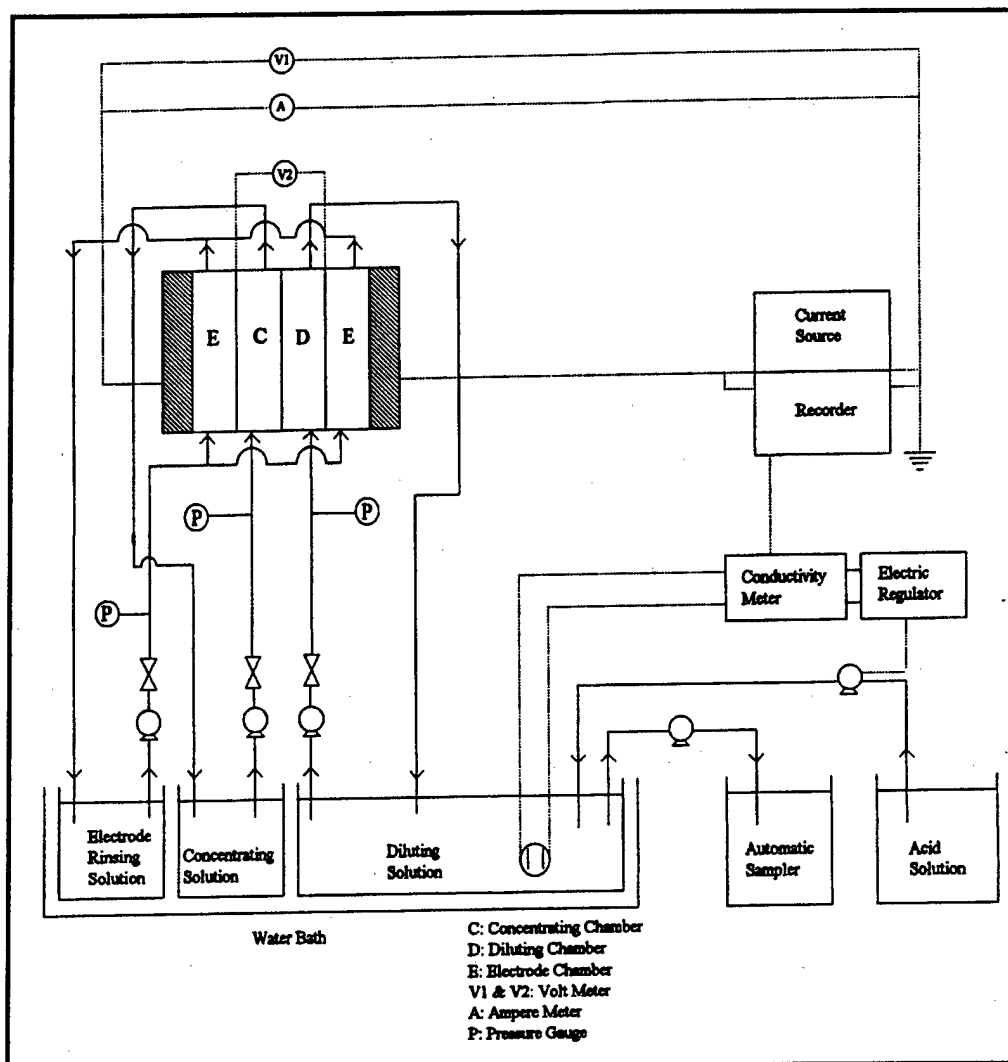 V1
A
V2
E C D E
Current
Source
Recorder
P
P
P
Conductivity
Meter
Electric
Regulator
Electrode
Rinsing
Solution
Concentrating
Solution
Diluting
Solution
Automatic
Sampler
Acid
Solution
Water Bath
C: Concentrating Chamber
D: Diluting Chamber
E: Electrode Chamber
V1 & V2: Volt Meter
A: Ampere Meter
P: Pressure Gauge